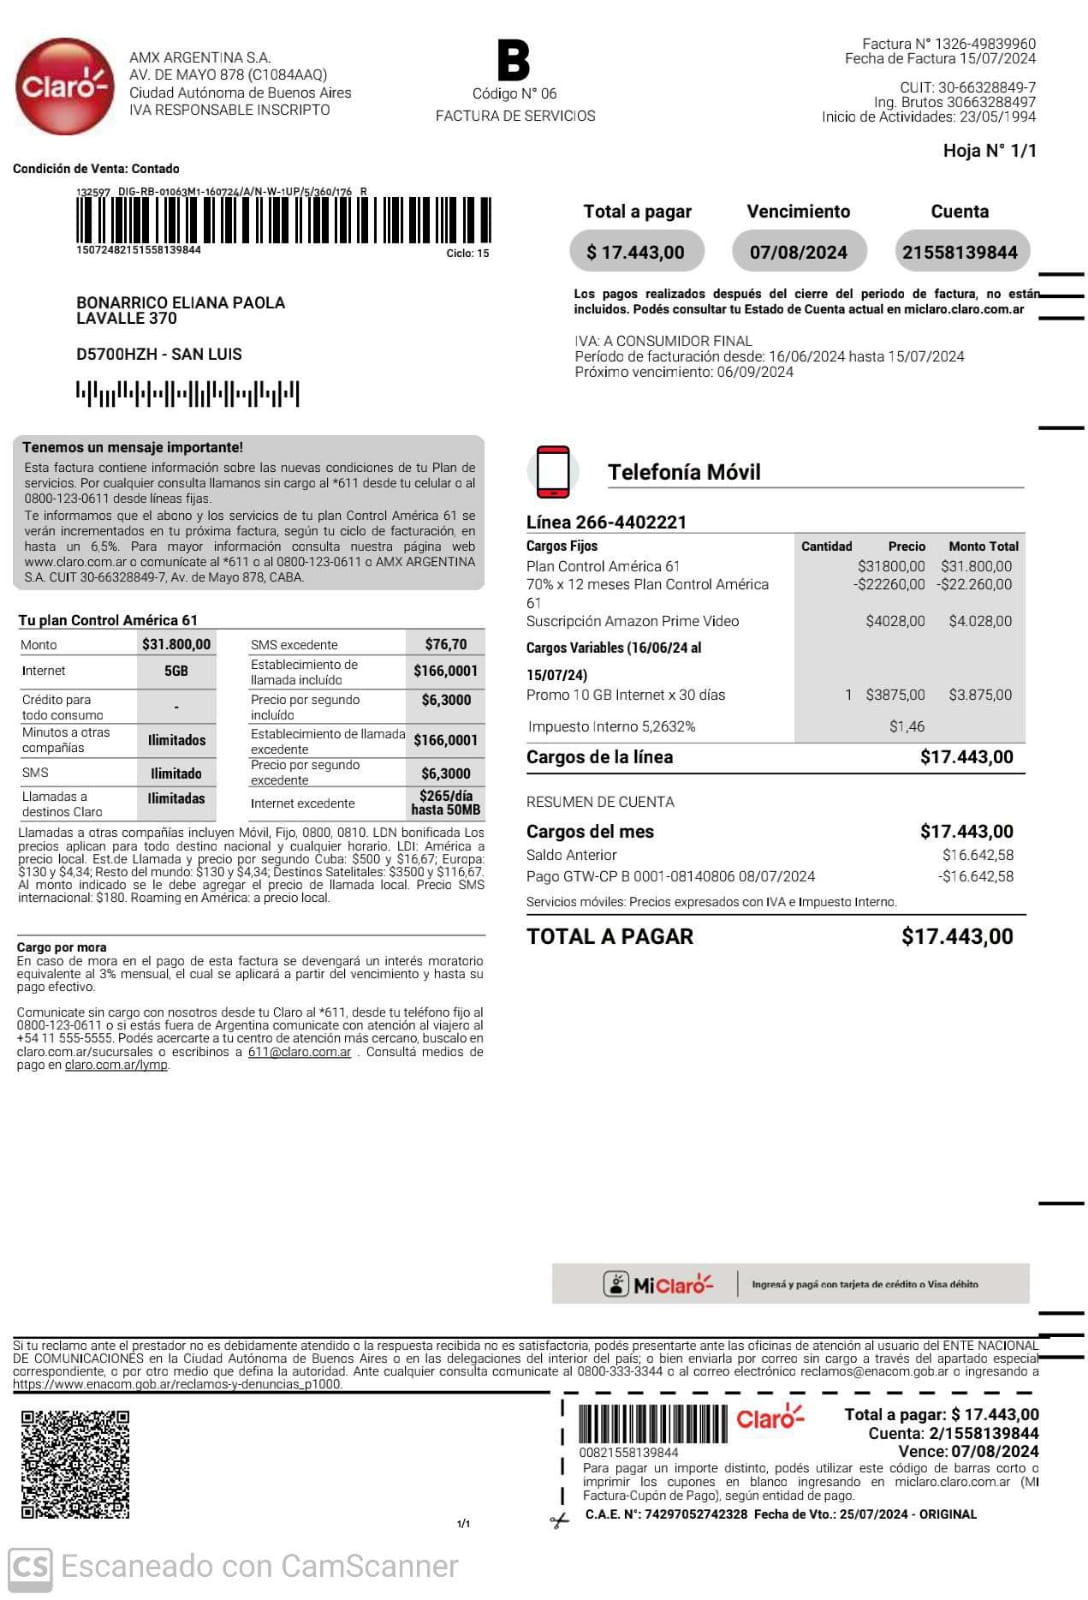 Claro
AMX ARGENTINA S.A.
AV. DE MAYO 878 (C1084AAQ)
Ciudad Autónoma de Buenos Aires
IVA RESPONSABLE INSCRIPTO
B
Código N° 06
FACTURA DE SERVICIOS
Factura N° 1326-49839960
Fecha de Factura 15/07/2024
CUIT: 30-66328849-7
Ing. Brutos 30663288497
Inicio de Actividades: 23/05/1994
Hoja N° 1/1
Condición de Venta: Contado
132597 DIG-RB-01063M1-160724/A/N-W-1UP/5/360/176 R
15072482151558139844
Ciclo: 15
Total a pagar Vencimiento Cuenta
$ 17.443,00 07/08/2024 21558139844
Los pagos realizados después del cierre del periodo de factura, no están
incluidos. Podés consultar tu Estado de Cuenta actual en miclaro.claro.com.ar
BONARRICO ELIANA PAOLA
LAVALLE 370
D5700HZH - SAN LUIS
IVA: A CONSUMIDOR FINAL
Período de facturación desde: 16/06/2024 hasta 15/07/2024
Próximo vencimiento: 06/09/2024
Tenemos un mensaje importante!
Esta factura contiene información sobre las nuevas condiciones de tu Plan de
servicios. Por cualquier consulta llamanos sin cargo al *611 desde tu celular o al
0800-123-0611 desde líneas fijas.
Te informamos que el abono y los servicios de tu plan Control América 61 se
verán incrementados en tu próxima factura, según tu ciclo de facturación, en
hasta un 6,5%. Para mayor información consulta nuestra página web
www.claro.com.ar o comunícate al *611 o al 0800-123-0611 o AMX ARGENTINA
S.A. CUIT 30-66328849-7, Av. de Mayo 878, CABA.
Tu plan Control América 61
Monto $31.800,00 SMS excedente $76,70
Internet 5GB Establecimiento de llamada incluído $166,0001
Crédito para todo consumo - Precio por segundo incluído $6,3000
Minutos a otras compañías Ilimitados Establecimiento de llamada excedente $166,0001
SMS Ilimitado Precio por segundo excedente $6,3000
Llamadas a destinos Claro Ilimitadas Internet excedente $265/día hasta 50MB
Llamadas a otras compañías incluyen Móvil, Fijo, 0800, 0810. LDN bonificada Los
precios aplican para todo destino nacional y cualquier horario. LDI: América a
precio local. Est.de Llamada y precio por segundo Cuba: $500 y $16,67; Europa:
$130 y $4,34; Resto del mundo: $130 y $4,34; Destinos Satelitales: $3500 y $116,67.
Al monto indicado se le debe agregar el precio de llamada local. Precio SMS
internacional: $180. Roaming en América: a precio local.
Cargo por mora
En caso de mora en el pago de esta factura se devengará un interés moratorio
equivalente al 3% mensual, el cual se aplicará a partir del vencimiento y hasta su
pago efectivo.
Comunicate sin cargo con nosotros desde tu Claro al *611, desde tu teléfono fijo al
0800-123-0611 o si estás fuera de Argentina comunicate con atención al viajero al
+54 11 555-5555. Podés acercarte a tu centro de atención más cercano, buscalo en
claro.com.ar/sucursales o escribinos a 611@claro.com.ar . Consultá medios de
pago en claro.com.ar/lymp.
Telefonía Móvil
Línea 266-4402221
Cargos Fijos Cantidad Precio Monto Total
Plan Control América 61 $31800,00 $31.800,00
70% x 12 meses Plan Control América -$22260,00 -$22.260,00
61
Suscripción Amazon Prime Video $4028,00 $4.028,00
Cargos Variables (16/06/24 al
15/07/24)
Promo 10 GB Internet x 30 días 1 $3875,00 $3.875,00
Impuesto Interno 5,2632% $1,46
Cargos de la línea $17.443,00
RESUMEN DE CUENTA
Cargos del mes $17.443,00
Saldo Anterior $16.642,58
Pago GTW-CP B 0001-08140806 08/07/2024 -$16.642,58
Servicios móviles: Precios expresados con IVA e Impuesto Interno.
TOTAL A PAGAR $17.443,00
MiClaro Ingresá y pagá con tarjeta de crédito o Visa débito
Si tu reclamo ante el prestador no es debidamente atendido o la respuesta recibida no es satisfactoria, podés presentarte ante las oficinas de atención al usuario del ENTE NACIONAL
DE COMUNICACIONES en la Ciudad Autónoma de Buenos Aires o en las delegaciones del interior del país; o bien enviarla por correo sin cargo a través del apartado especial
correspondiente, o por otro medio que defina la autoridad. Ante cualquier consulta comunicate al 0800-333-3344 o al correo electrónico reclamos@enacom.gob.ar o ingresando a
https://www.enacom.gob.ar/reclamos-y-denuncias_p1000.
Claro
00821558139844
Total a pagar: $ 17.443,00
Cuenta: 2/1558139844
Vence: 07/08/2024
Para pagar un importe distinto, podés utilizar este código de barras corto o
imprimir los cupones en blanco ingresando en miclaro.claro.com.ar (MI
Factura-Cupón de Pago), según entidad de pago.
C.A.E. N°: 74297052742328 Fecha de Vto.: 25/07/2024 - ORIGINAL
1/1
CS Escaneado con CamScanner